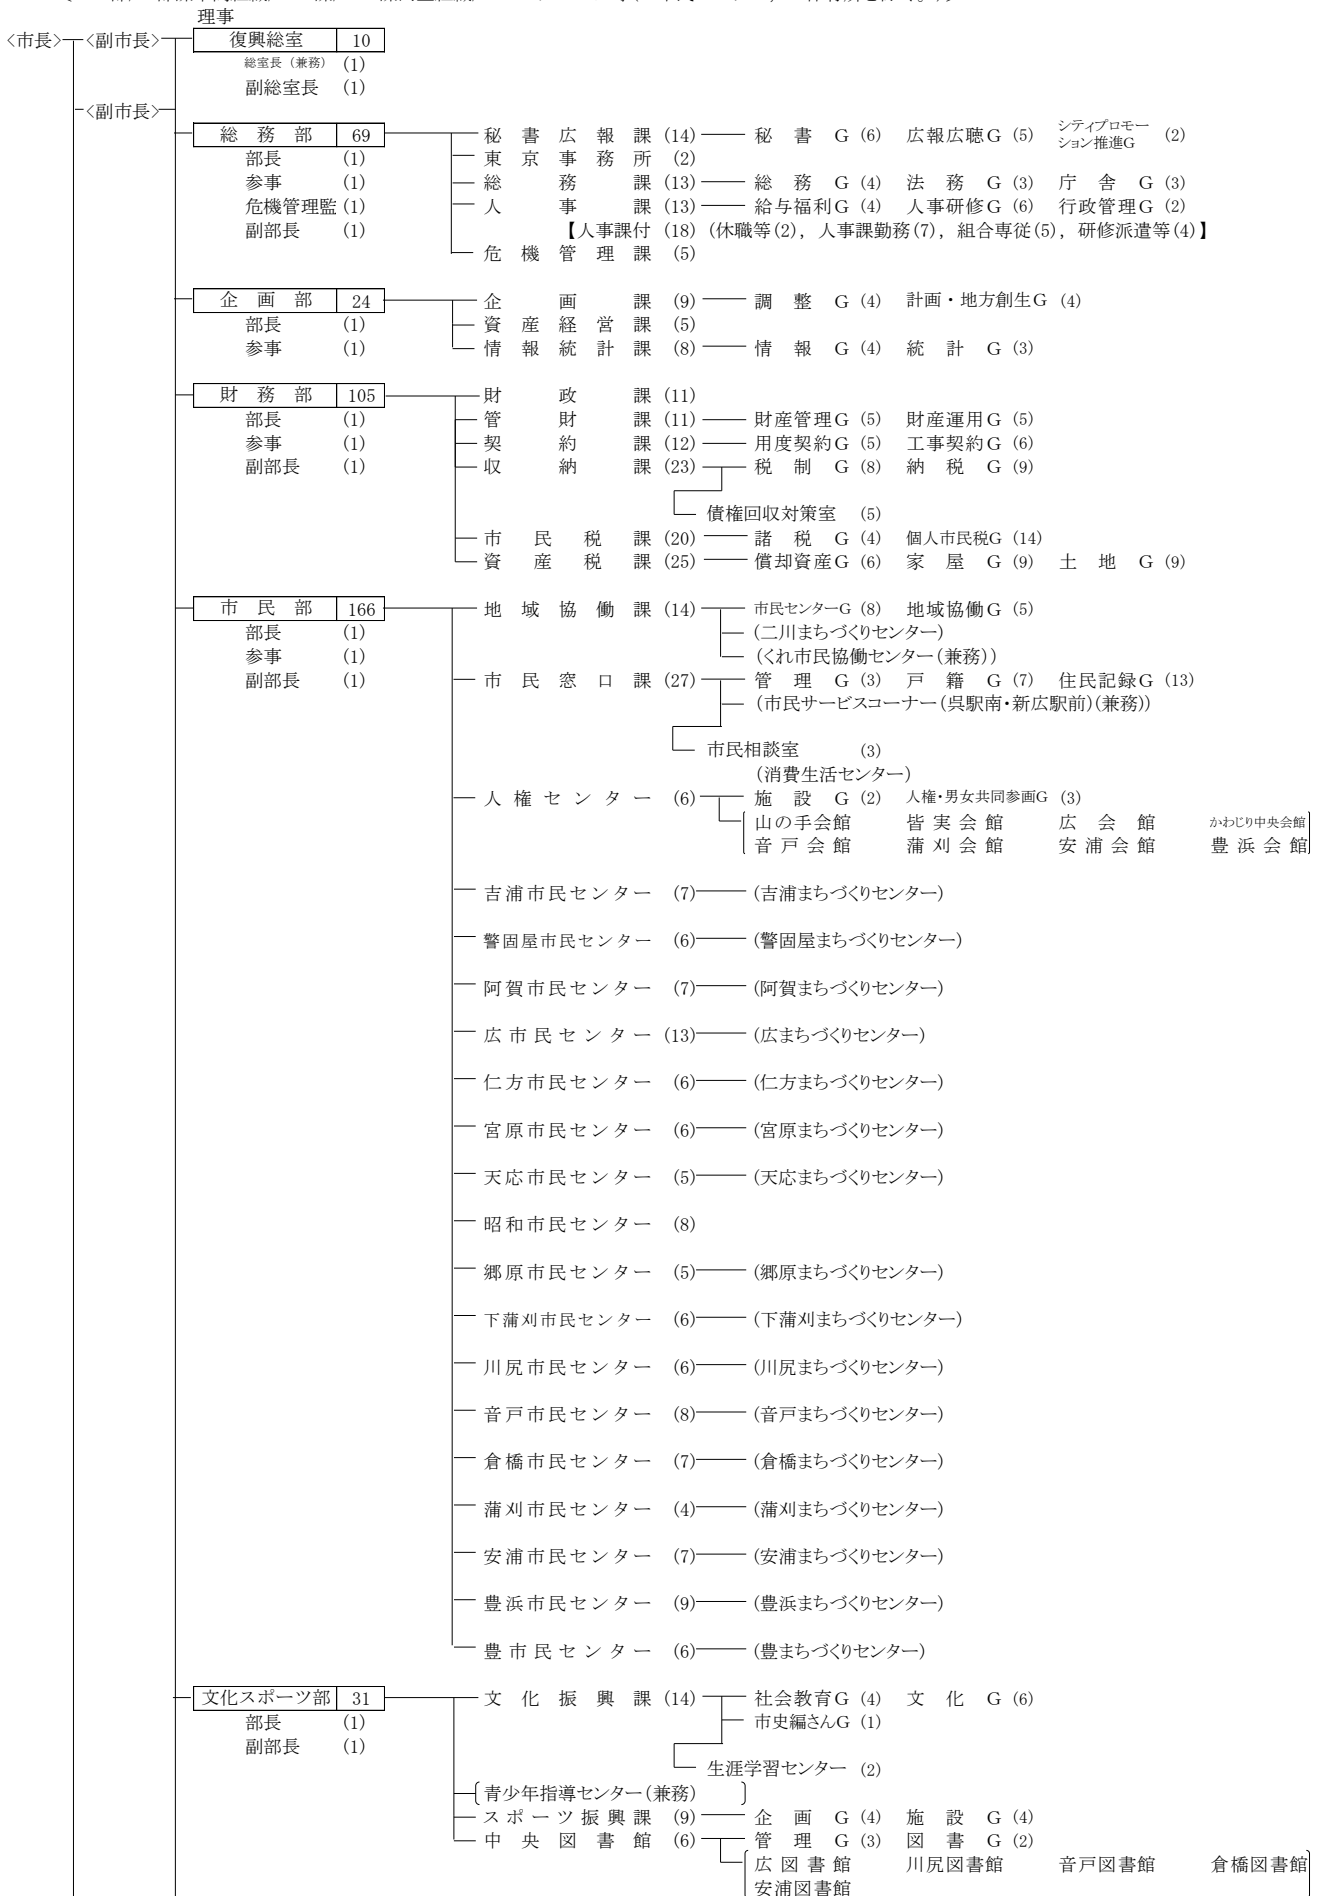 理事
<市長> <副市長> 復興総室 10
総室長（兼務） (1)
副総室長 (1)
<副市長>
総務部 69 秘書広報課 (14) 秘書G (6) 広報広聴G (5) シティプロモーション推進G (2)
部長 (1) 東京事務所 (2)
参事 (1) 総務課 (13) 総務G (4) 法務G (3) 庁舎G (3)
危機管理監 (1) 人事課 (13) 給与福利G (4) 人事研修G (6) 行政管理G (2)
副部長 (1) 【人事課付 (18) (休職等(2)，人事課勤務(7)，組合専従(5)，研修派遣等(4)】
危機管理課 (5)
企画部 24 企画課 (9) 調整G (4) 計画・地方創生G (4)
部長 (1) 資産経営課 (5)
参事 (1) 情報統計課 (8) 情報G (4) 統計G (3)
財務部 105 財政課 (11)
部長 (1) 管財課 (11) 財産管理G (5) 財産運用G (5)
参事 (1) 契約課 (12) 用度契約G (5) 工事契約G (6)
副部長 (1) 収納課 (23) 税制G (8) 納税G (9)
債権回収対策室 (5)
市民税課 (20) 諸税G (4) 個人市民税G (14)
資産税課 (25) 償却資産G (6) 家屋G (9) 土地G (9)
市民部 166 地域協働課 (14) 市民センターG (8) 地域協働G (5)
部長 (1) (二川まちづくりセンター)
参事 (1) (くれ市民協働センター(兼務))
副部長 (1) 市民窓口課 (27) 管理G (3) 戸籍G (7) 住民記録G (13)
(市民サービスコーナー(呉駅南・新広駅前)(兼務))
市民相談室 (3)
(消費生活センター)
人権センター (6) 施設G (2) 人権・男女共同参画G (3)
山の手会館 皆実会館 広会館 かわじり中央会館
音戸会館 蒲刈会館 安浦会館 豊浜会館
吉浦市民センター (7) (吉浦まちづくりセンター)
警固屋市民センター (6) (警固屋まちづくりセンター)
阿賀市民センター (7) (阿賀まちづくりセンター)
広市民センター (13) (広まちづくりセンター)
仁方市民センター (6) (仁方まちづくりセンター)
宮原市民センター (6) (宮原まちづくりセンター)
天応市民センター (5) (天応まちづくりセンター)
昭和市民センター (8)
郷原市民センター (5) (郷原まちづくりセンター)
下蒲刈市民センター (6) (下蒲刈まちづくりセンター)
川尻市民センター (6) (川尻まちづくりセンター)
音戸市民センター (8) (音戸まちづくりセンター)
倉橋市民センター (7) (倉橋まちづくりセンター)
蒲刈市民センター (4) (蒲刈まちづくりセンター)
安浦市民センター (7) (安浦まちづくりセンター)
豊浜市民センター (9) (豊浜まちづくりセンター)
豊市民センター (6) (豊まちづくりセンター)
文化スポーツ部 31 文化振興課 (14) 社会教育G (4) 文化G (6)
部長 (1) 市史編さんG (1)
副部長 (1)
生涯学習センター (2)
青少年指導センター(兼務)
スポーツ振興課 (9) 企画G (4) 施設G (4)
中央図書館 (6) 管理G (3) 図書G (2)
広図書館 川尻図書館 音戸図書館 倉橋図書館
安浦図書館